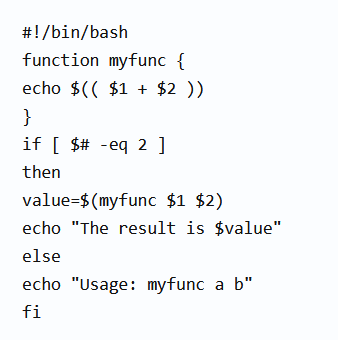 #!/bin/bash
function myfunc {
echo $(( $1 + $2 ))
}
if [ $# -eq 2 ]
then
value=$(myfunc $1 $2)
echo "The result is $value"
else
echo "Usage: myfunc a b"
fi